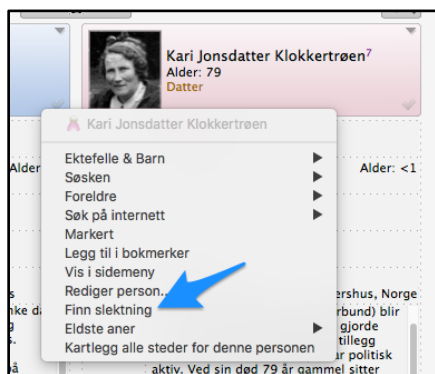 Kari Jonsdatter Klokkertrøen7
Alder: 79
Datter
Kari Jonsdatter Klokkertrøen
Ektefelle & Barn
Alder
Søsken
Alder: <1
Foreldre
Søk på internett
Markert
Legg til i bokmerker
Vis i sidemeny
Rediger person...
ershus, Norge
Finn slektning
rbund) blir
Eldste aner
gjorde
tillegg
Kartlegg alle steder for denne personen
ar politisk
aktiv. Ved sin død 79 år gammel sitter